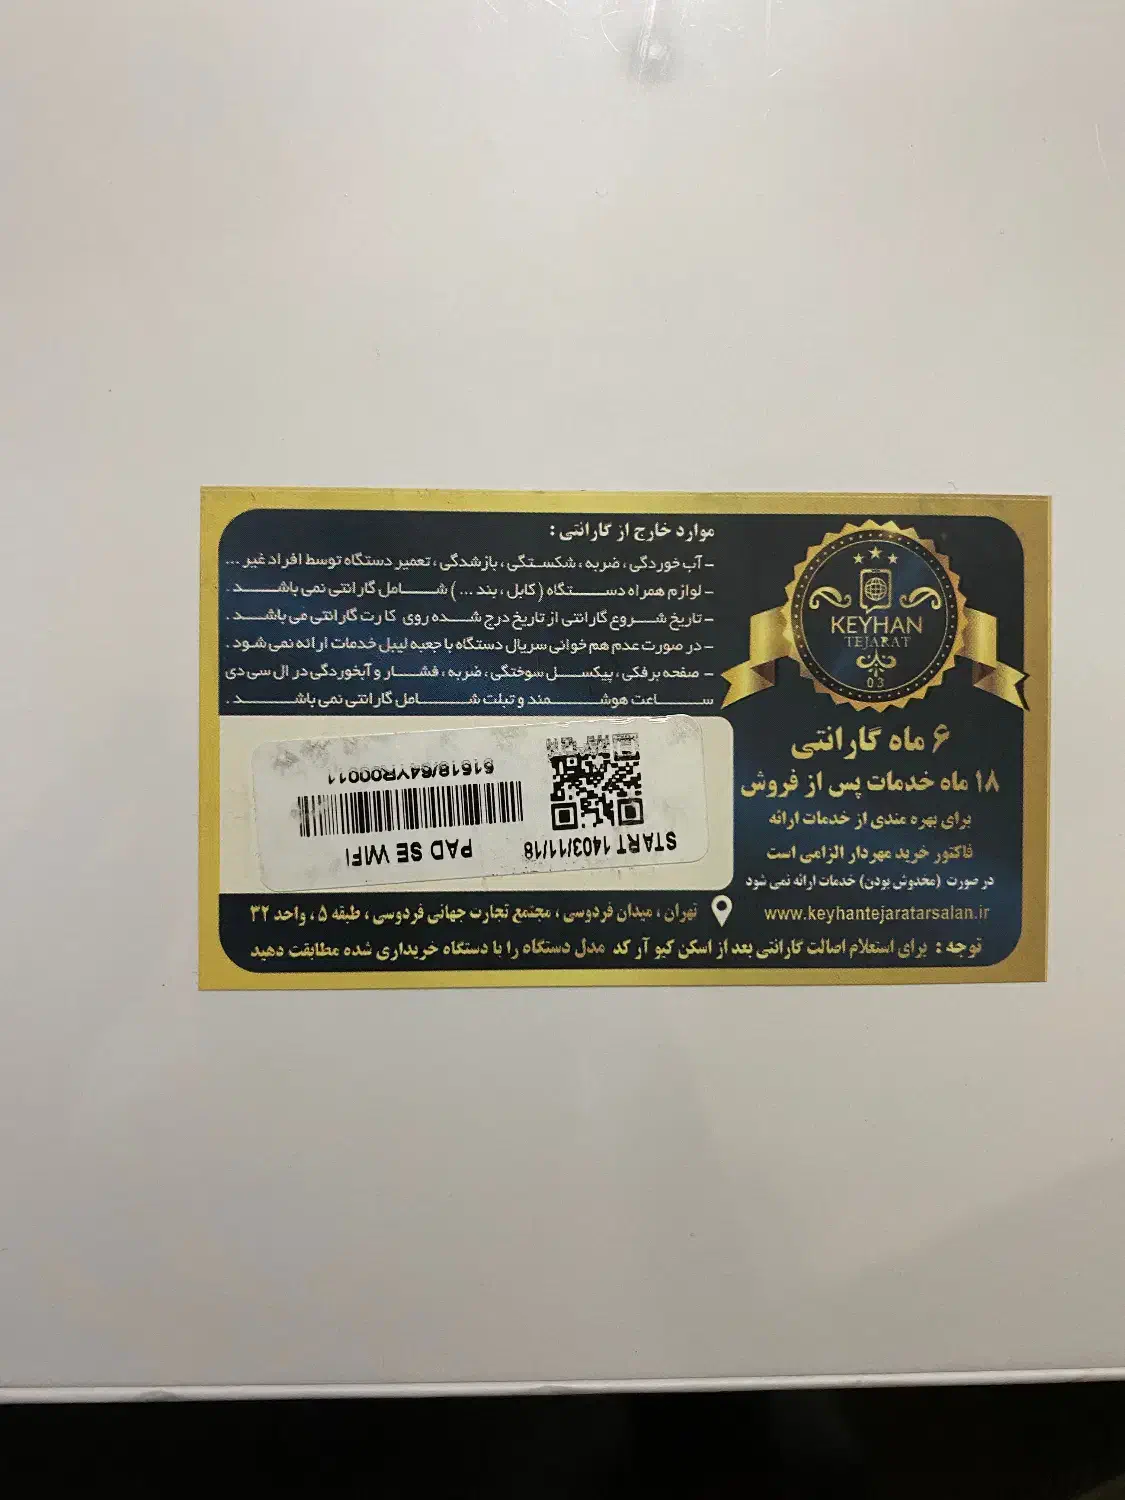 موارد خارج از گارانتی :
- آب خوردگی ، ضربه ، شکستگی ، بازشدگی ، تعمیر دستگاه توسط افراد غیر ...
- لوازم همراه دستگاه ( کابل ، بند ... ) شامل گارانتی نمی باشد .
- تاریخ شروع گارانتی از تاریخ درج شده روی کارت گارانتی می باشد .
- در صورت عدم هم خوانی سریال دستگاه با جعبه لیبل خدمات ارائه نمی شود .
- صفحه برفکی ، پیکسل سوختگی ، ضربه ، فشار و آبخوردگی در ال سی دی
ساعت هوشمند و تبلت شامل گارانتی نمی باشد .
KEYHAN
TEJARAT
03
۶ ماه گارانتی
۱۸ ماه خدمات پس از فروش
برای بهره مندی از خدمات ارائه
فاکتور خرید مهردار الزامی است
در صورت (مخدوش بودن) خدمات ارائه نمی شود
www.keyhantejaratarsalan.ir
START 1403/11/18
PAD SE WIFI
51518/S4YR00011
تهران ، میدان فردوسی ، مجتمع تجارت جهانی فردوسی ، طبقه ۵ ، واحد ۳۲
توجه : برای استعلام اصالت گارانتی بعد از اسکن کیو آر کد مدل دستگاه را با دستگاه خریداری شده مطابقت دهید